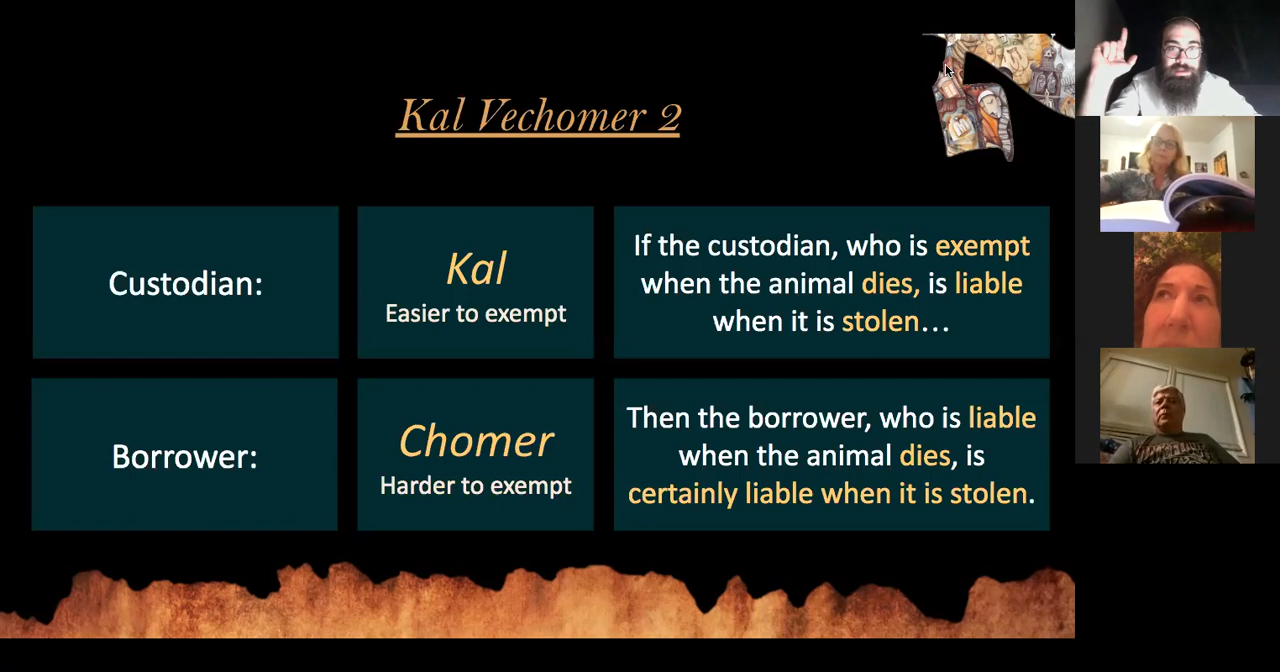 Kal Vechomer 2
Custodian:
Kal
Easier to exempt
If the custodian, who is exempt
when the animal dies, is liable
when it is stolen...
Borrower:
Chomer
Harder to exempt
Then the borrower, who is liable
when the animal dies, is
certainly liable when it is stolen.